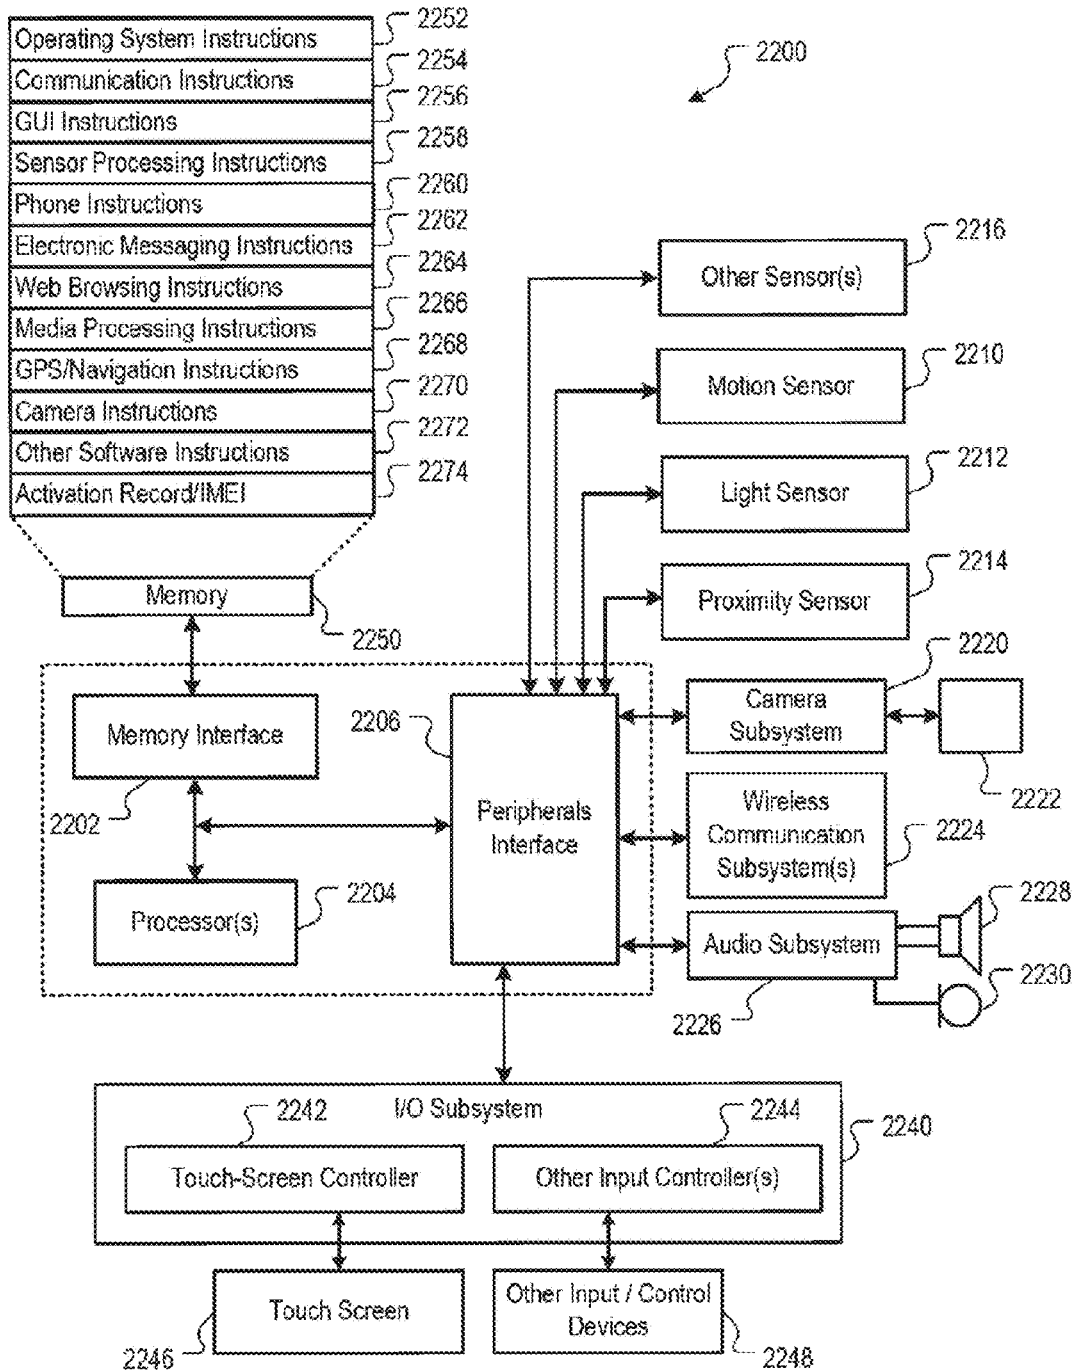 Operating System Instructions 2252
Communication Instructions 2254
GUI Instructions 2256
Sensor Processing Instructions 2258
Phone Instructions 2260
Electronic Messaging Instructions 2262
Web Browsing Instructions 2264
Media Processing Instructions 2266
GPS/Navigation Instructions 2268
Camera Instructions 2270
Other Software Instructions 2272
Activation Record/IMEI 2274
2200
Memory
2250
Other Sensor(s)
2216
Motion Sensor
2210
Light Sensor
2212
Proximity Sensor
2214
Memory Interface
2202
Processor(s)
2204
2206
Peripherals
Interface
Camera
Subsystem
2220
2222
Wireless
Communication
Subsystem(s)
2224
Audio Subsystem
2226
2228
2230
I/O Subsystem
2240
2242
Touch-Screen Controller
2244
Other Input Controller(s)
Touch Screen
2246
Other Input / Control
Devices
2248